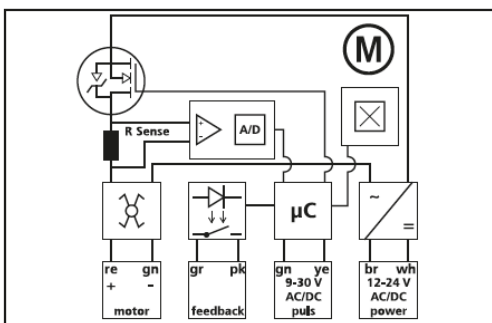 M
R Sense
+
-
A/D
µC
~
=
re gn
+ -
motor
gr pk
feedback
gn ye
9-30 V
AC/DC
puls
br wh
12-24 V
AC/DC
power